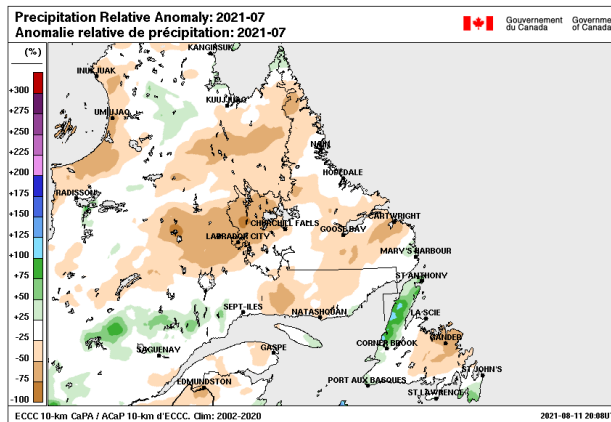 Precipitation Relative Anomaly: 2021-07
Anomalie relative de précipitation: 2021-07
Gouvernement du Canada
Governme of Canada
(%)
+300
+275
+250
+225
+200
+175
+150
+125
+100
+75
+50
+25
-25
-50
-75
-100
KANGIRSUK
INUKJUAK
KUUJJUAQ
UMIUJAQ
NAIN
HOPEDALE
RADISSON
CARTWRIGHT
CHURCHILL FALLS
GOOSE BAY
LABRADOR CITY
MARY'S HARBOUR
ST ANTHONY
SEPT-ILES
NATASHQUAN
LA SCIE
SAGUENAY
GASPE
CORNER BROOK
GANDER
EDMUNDSTON
PORT AUX BASQUES
ST JOHN'S
ST LAWRENCE
ECCC 10-km CaPA / ACaP 10-km d'ECCC. Clim: 2002-2020
2021-08-11 20:08U